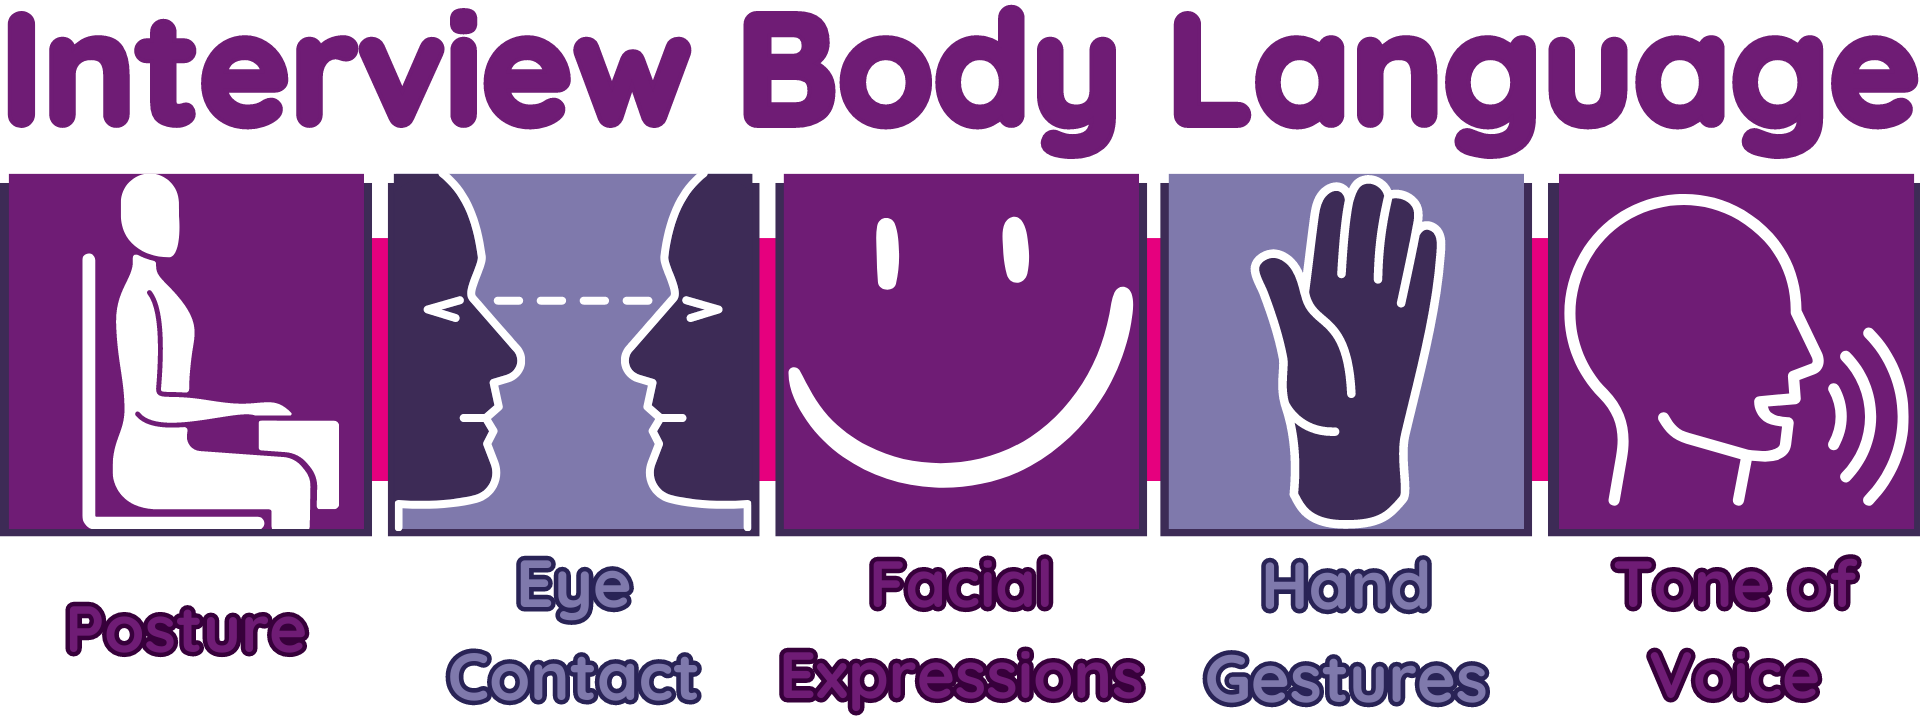 Interview Body Language
Posture
Eye
Contact
Facial
Expressions
Hand
Gestures
Tone of
Voice